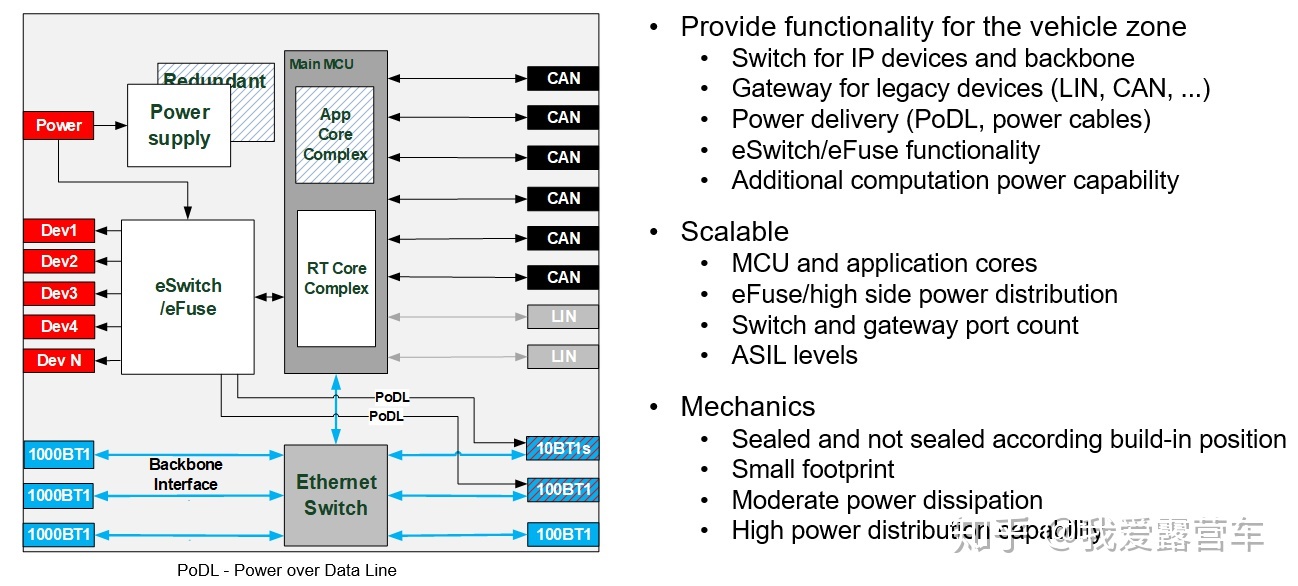 Redundant
Power
supply
Power
Main MCU
App
Core
Complex
RT Core
Complex
CAN
CAN
CAN
CAN
CAN
CAN
LIN
LIN
Dev1
Dev2
Dev3
Dev4
Dev N
eSwitch
/eFuse
PoDL
PoDL
1000BT1
1000BT1
1000BT1
Backbone
Interface
Ethernet
Switch
10BT1s
100BT1
100BT1
PoDL - Power over Data Line
• Provide functionality for the vehicle zone
• Switch for IP devices and backbone
• Gateway for legacy devices (LIN, CAN, ...)
• Power delivery (PoDL, power cables)
• eSwitch/eFuse functionality
• Additional computation power capability
• Scalable
• MCU and application cores
• eFuse/high side power distribution
• Switch and gateway port count
• ASIL levels
• Mechanics
• Sealed and not sealed according build-in position
• Small footprint
• Moderate power dissipation
• High power distribution capability
知乎 @我爱露营车